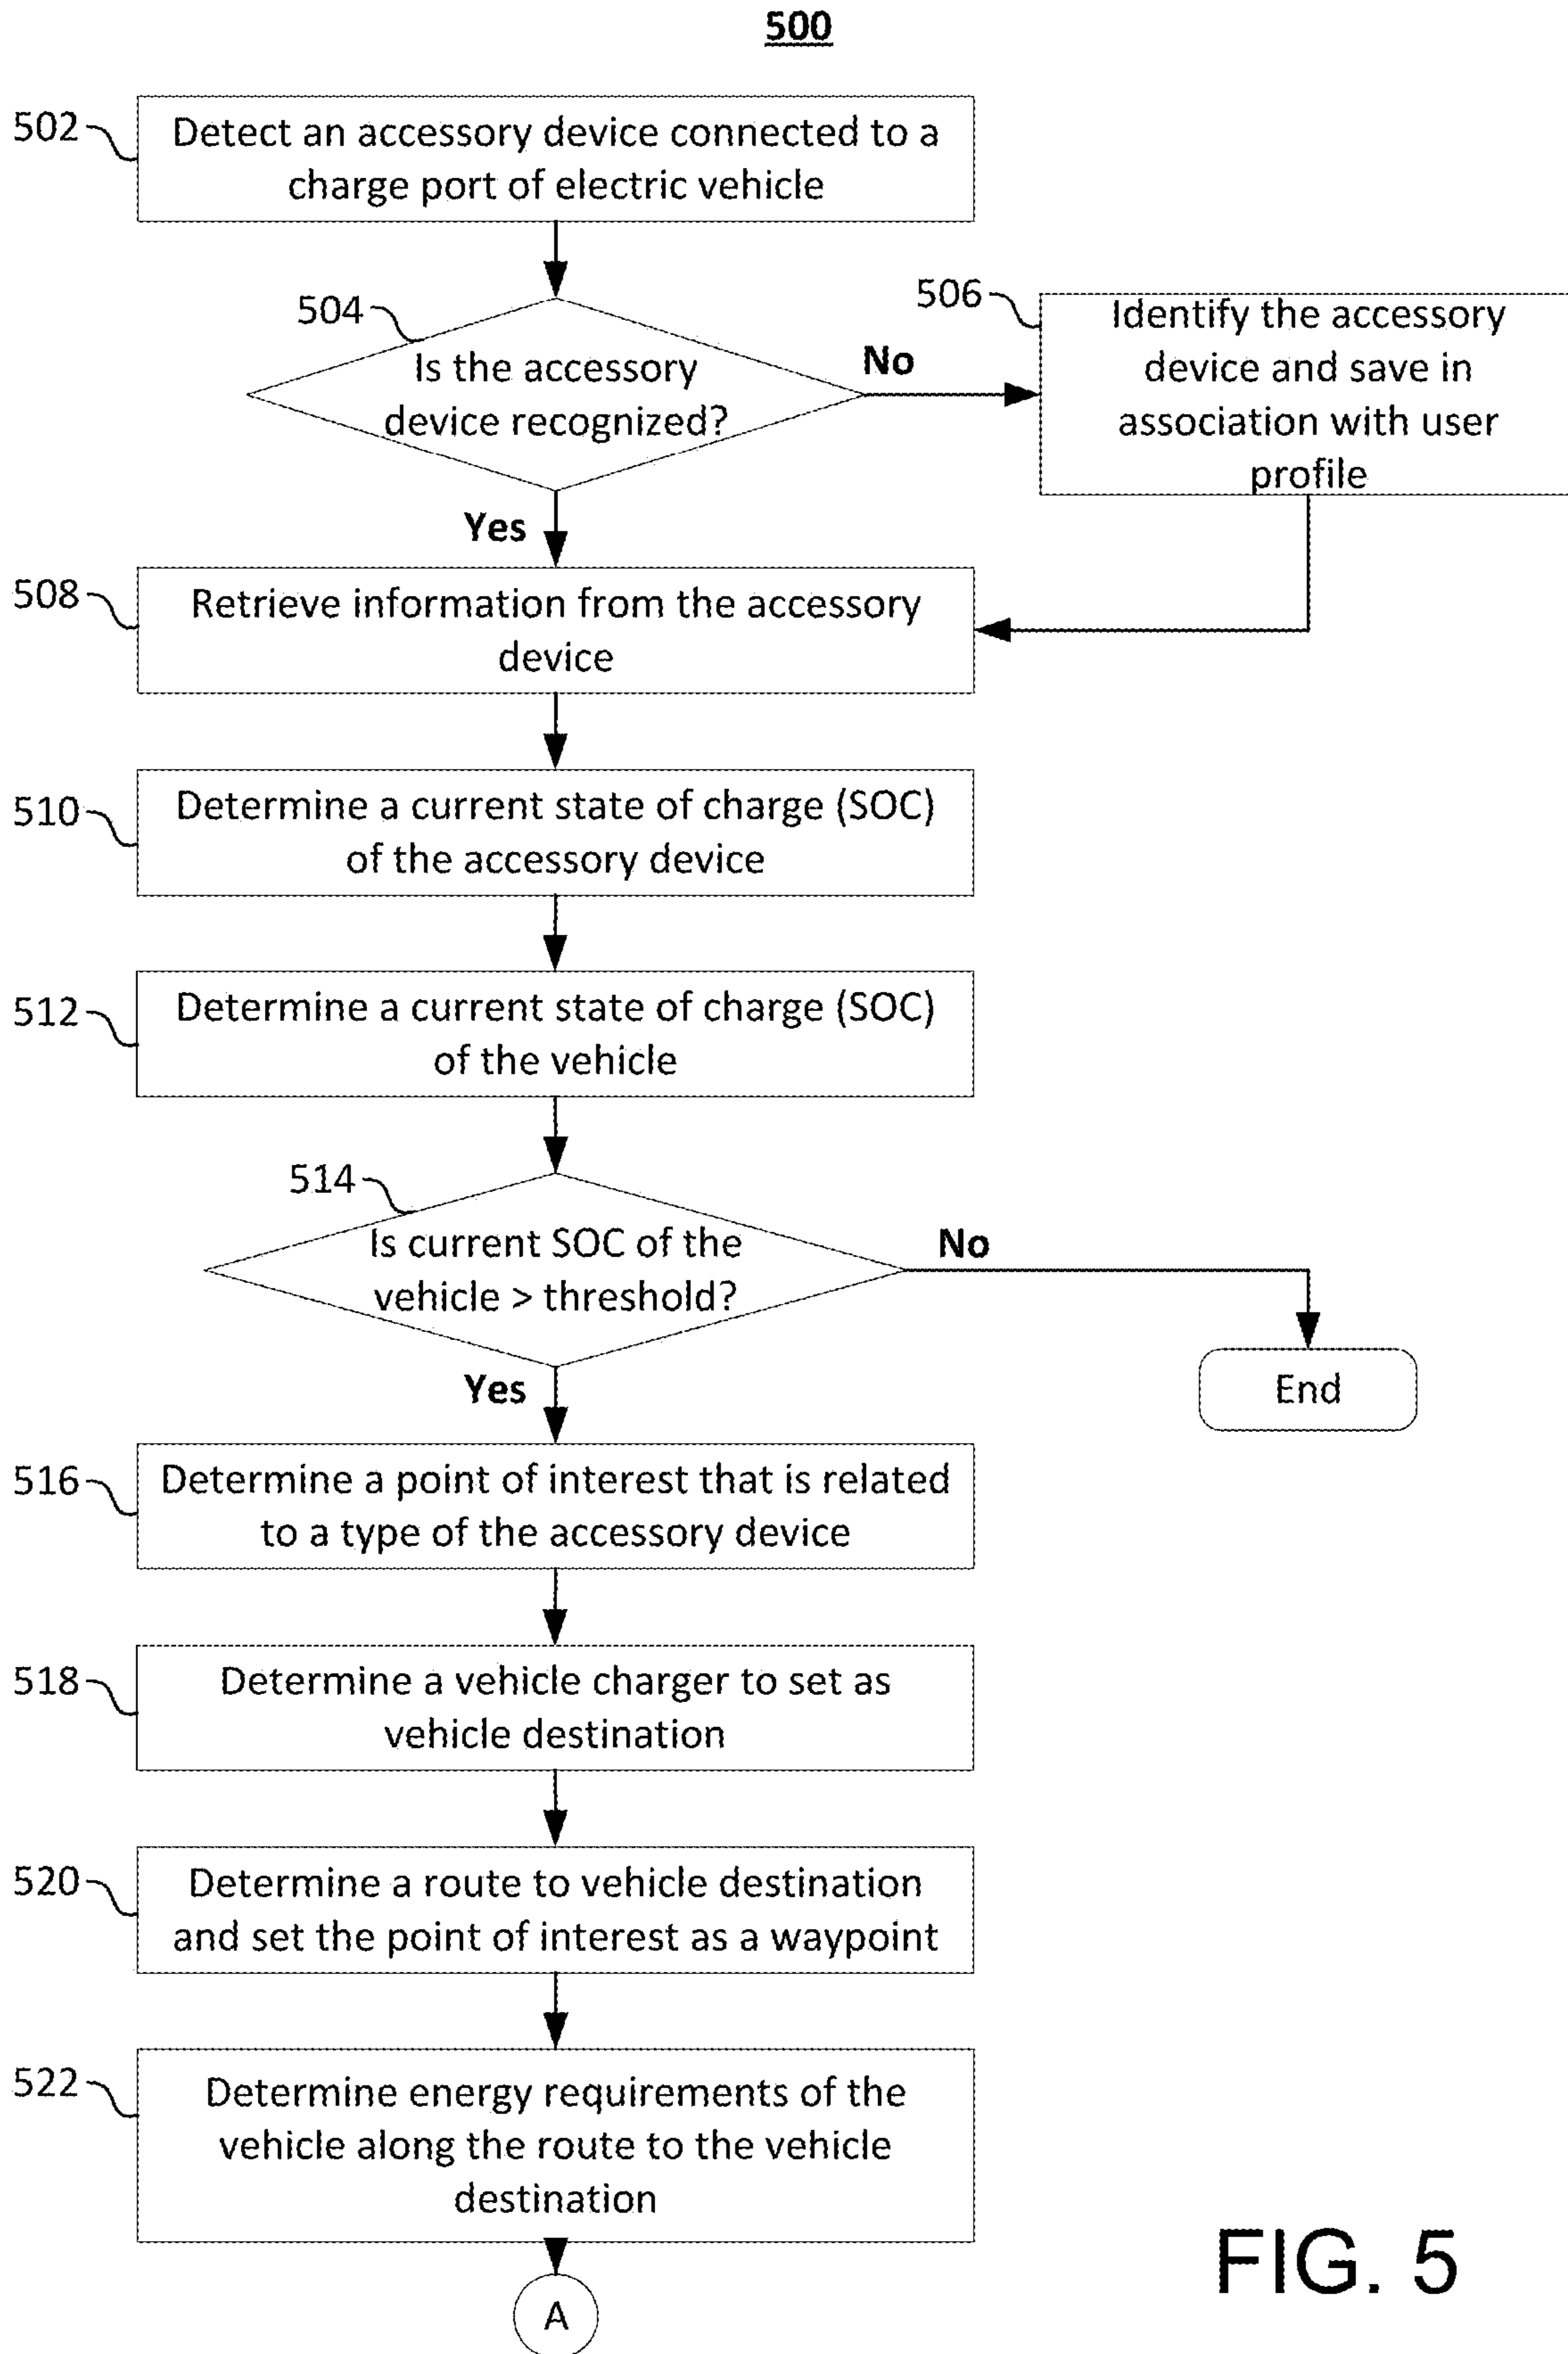 500
502
Detect an accessory device connected to a
charge port of electric vehicle
504
Is the accessory
device recognized?
No
506
Identify the accessory
device and save in
association with user
profile
Yes
508
Retrieve information from the accessory
device
510
Determine a current state of charge (SOC)
of the accessory device
512
Determine a current state of charge (SOC)
of the vehicle
514
Is current SOC of the
vehicle > threshold?
No
End
Yes
516
Determine a point of interest that is related
to a type of the accessory device
518
Determine a vehicle charger to set as
vehicle destination
520
Determine a route to vehicle destination
and set the point of interest as a waypoint
522
Determine energy requirements of the
vehicle along the route to the vehicle
destination
A
FIG. 5